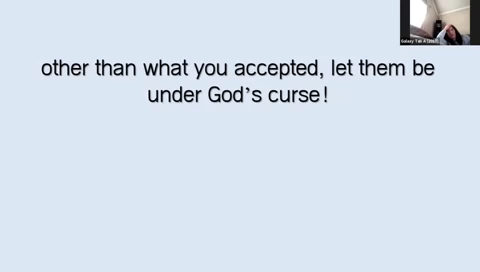 other than what you accepted, let them be
under God's curse!